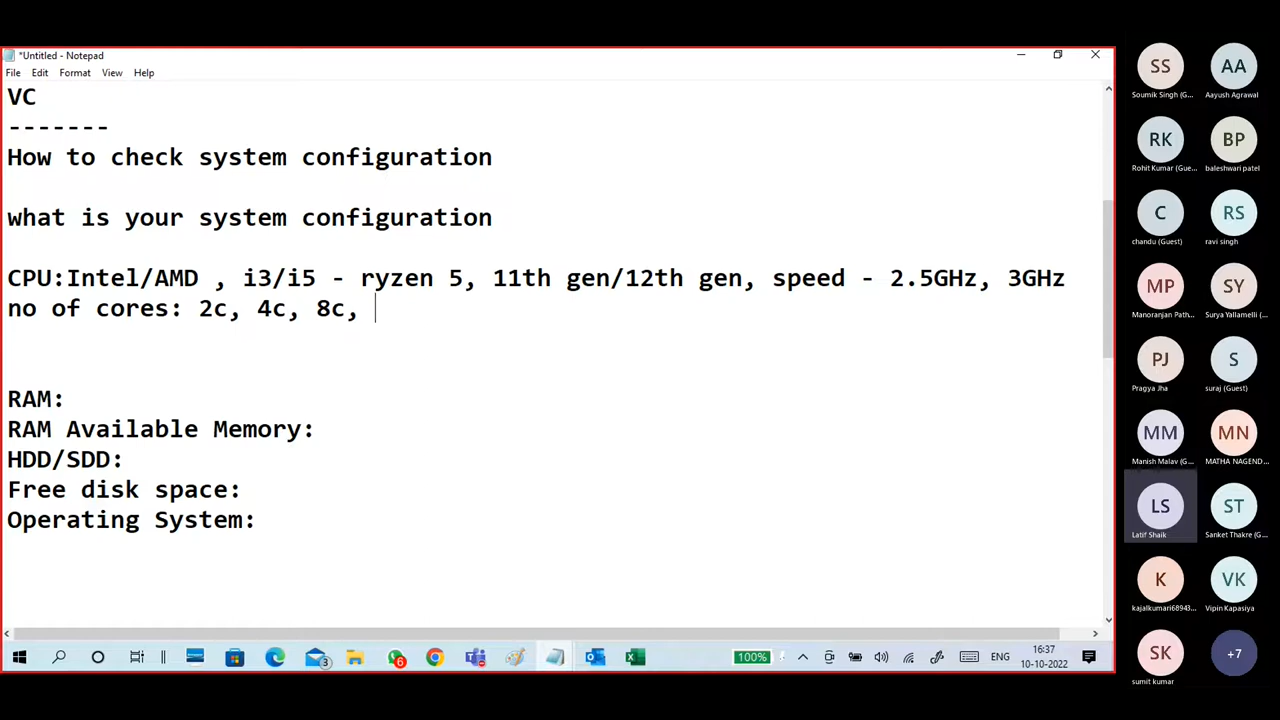 *Untitled - Notepad
File Edit Format View Help
VC
-------
How to check system configuration
what is your system configuration
CPU:Intel/AMD , i3/i5 - ryzen 5, 11th gen/12th gen, speed - 2.5GHz, 3GHz
no of cores: 2c, 4c, 8c,
RAM:
RAM Available Memory:
HDD/SDD:
Free disk space:
Operating System:
3
6
100%
ENG
16:37
10-10-2022
SS
Soumik Singh (G...
AA
Aayush Agrawal
RK
Rohit Kumar (Gue...
BP
baleshwari patel
C
chandu (Guest)
RS
ravi singh
MP
Manoranjan Path...
SY
Surya Yallamelli (...
PJ
Pragya Jha
S
suraj (Guest)
MM
Manish Malav (G...
MN
MATHA NAGEND...
LS
Latif Shaik
ST
Sanket Thakre (G...
K
kajalkumari68943...
VK
Vipin Kapasiya
SK
sumit kumar
+7